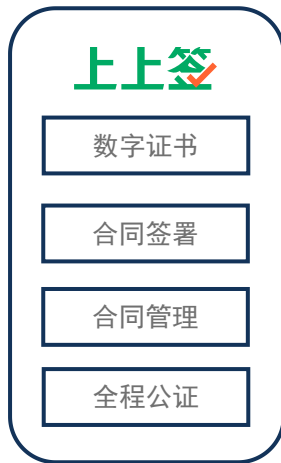 上上签
数字证书
合同签署
合同管理
全程公证